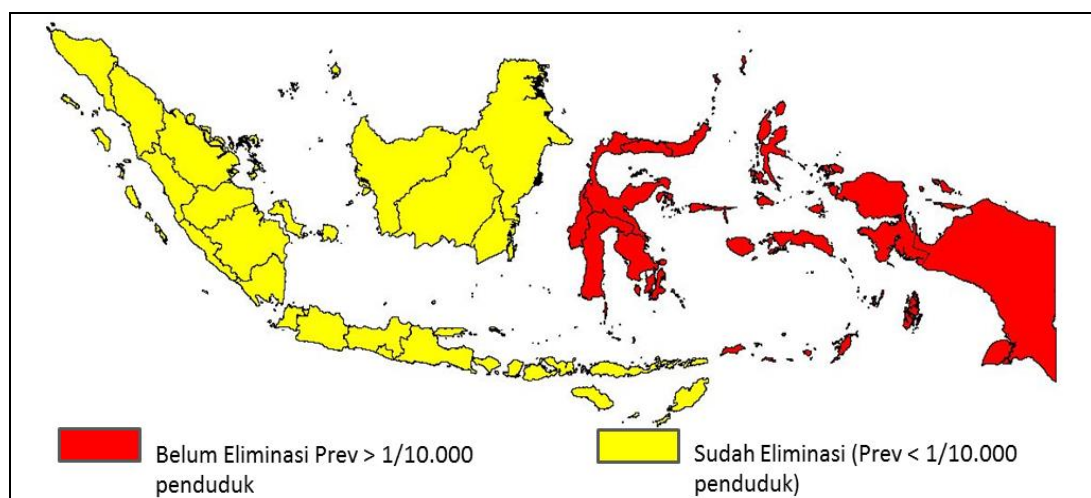 Belum Eliminasi Prev > 1/10.000
penduduk
Sudah Eliminasi (Prev < 1/10.000
penduduk)